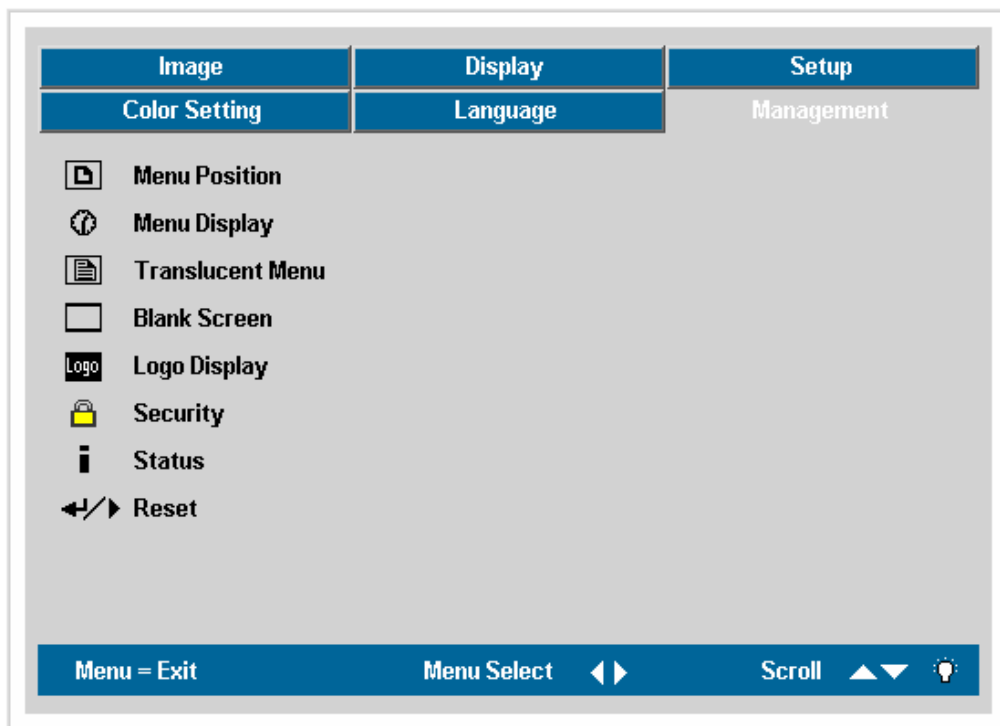 Image Display Setup
Color Setting Language Management
Menu Position
Menu Display
Translucent Menu
Blank Screen
Logo Logo Display
Security
i Status
Reset
Menu = Exit Menu Select Scroll